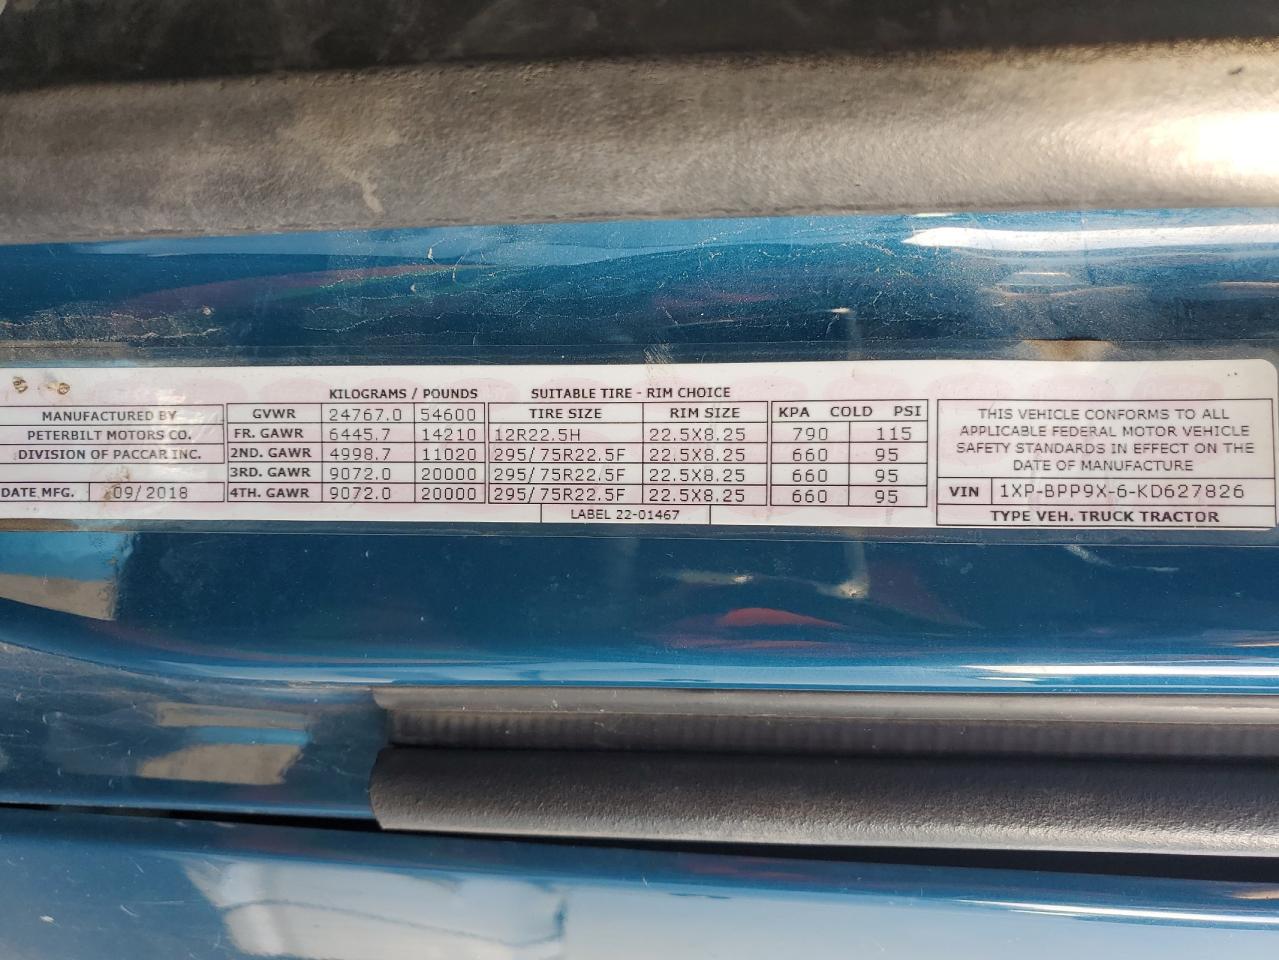 KILOGRAMS / POUNDS SUITABLE TIRE - RIM CHOICE
MANUFACTURED BY
PETERBILT MOTORS CO.
DIVISION OF PACCAR INC.
DATE MFG. 09/2018
GVWR 24767.0 54600 TIRE SIZE RIM SIZE KPA COLD PSI
FR. GAWR 6445.7 14210 12R22.5H 22.5X8.25 790 115
2ND. GAWR 4998.7 11020 295/75R22.5F 22.5X8.25 660 95
3RD. GAWR 9072.0 20000 295/75R22.5F 22.5X8.25 660 95
4TH. GAWR 9072.0 20000 295/75R22.5F 22.5X8.25 660 95
LABEL 22-01467
THIS VEHICLE CONFORMS TO ALL
APPLICABLE FEDERAL MOTOR VEHICLE
SAFETY STANDARDS IN EFFECT ON THE
DATE OF MANUFACTURE
VIN 1XP-BPP9X-6-KD627826
TYPE VEH. TRUCK TRACTOR